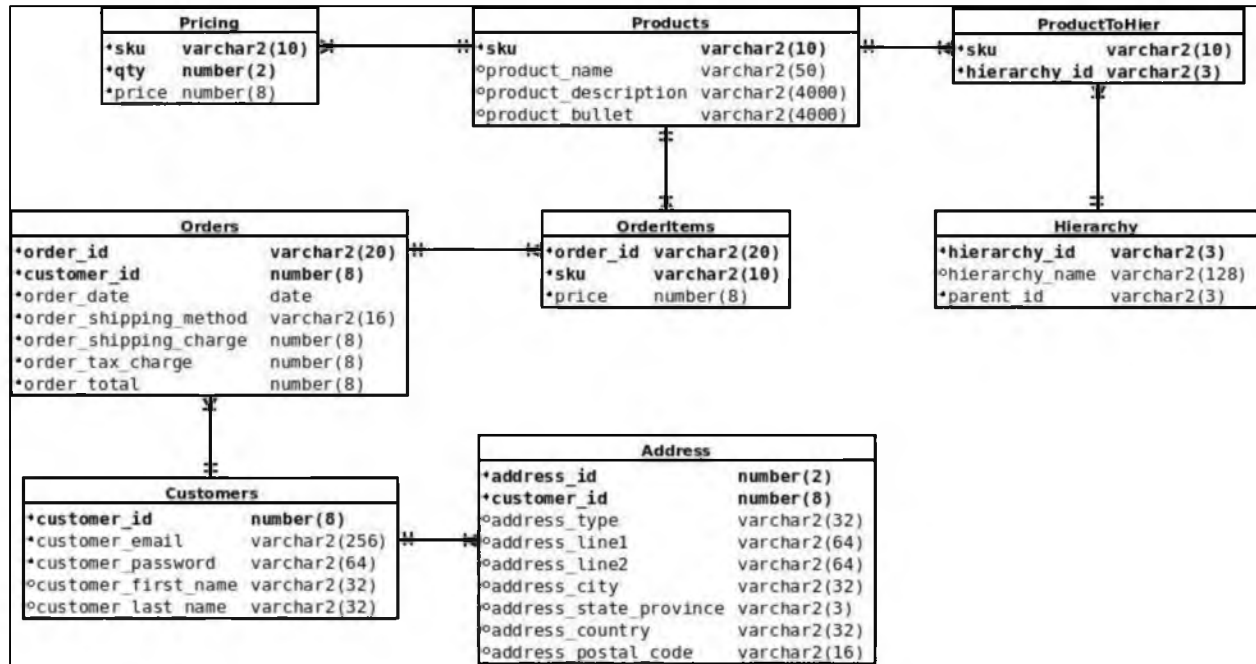 Pricing
sku varchar2(10)
qty number(2)
price number(8)
Products
sku varchar2(10)
product_name varchar2(50)
product_description varchar2(4000)
product_bullet varchar2(4000)
ProductToHier
sku varchar2(10)
hierarchy_id varchar2(3)
Orders
order_id varchar2(20)
customer_id number(8)
order_date date
order_shipping_method varchar2(16)
order_shipping_charge number(8)
order_tax_charge number(8)
order_total number(8)
OrderItems
order_id varchar2(20)
sku varchar2(10)
price number(8)
Hierarchy
hierarchy_id varchar2(3)
hierarchy_name varchar2(128)
parent_id varchar2(3)
Customers
customer_id number(8)
customer_email varchar2(256)
customer_password varchar2(64)
customer_first_name varchar2(32)
customer_last_name varchar2(32)
Address
address_id number(2)
customer_id number(8)
address_type varchar2(32)
address_line1 varchar2(64)
address_line2 varchar2(64)
address_city varchar2(32)
address_state_province varchar2(3)
address_country varchar2(32)
address_postal_code varchar2(16)